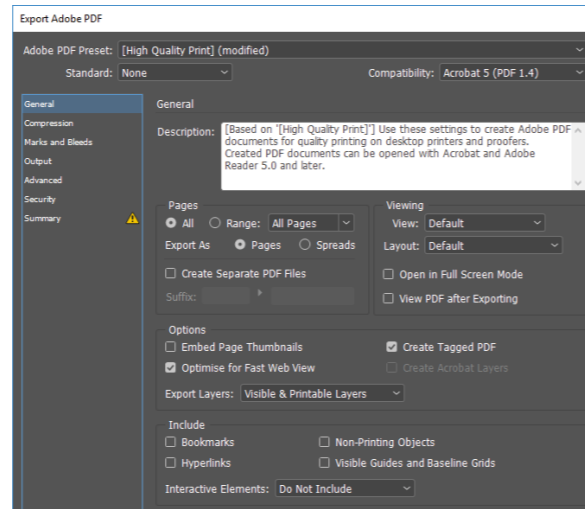 Export Adobe PDF
Adobe PDF Preset: [High Quality Print] (modified)
Standard: None Compatibility: Acrobat 5 (PDF 1.4)
General
Compression
Marks and Bleeds
Output
Advanced
Security
Summary
General
Description: [Based on '[High Quality Print]'] Use these settings to create Adobe PDF
documents for quality printing on desktop printers and proofers.
Created PDF documents can be opened with Acrobat and Adobe
Reader 5.0 and later.
Pages
All Range: All Pages
Export As Pages Spreads
Create Separate PDF Files
Suffix:
Viewing
View: Default
Layout: Default
Open in Full Screen Mode
View PDF after Exporting
Options
Embed Page Thumbnails Create Tagged PDF
Optimise for Fast Web View Create Acrobat Layers
Export Layers: Visible & Printable Layers
Include
Bookmarks Non-Printing Objects
Hyperlinks Visible Guides and Baseline Grids
Interactive Elements: Do Not Include